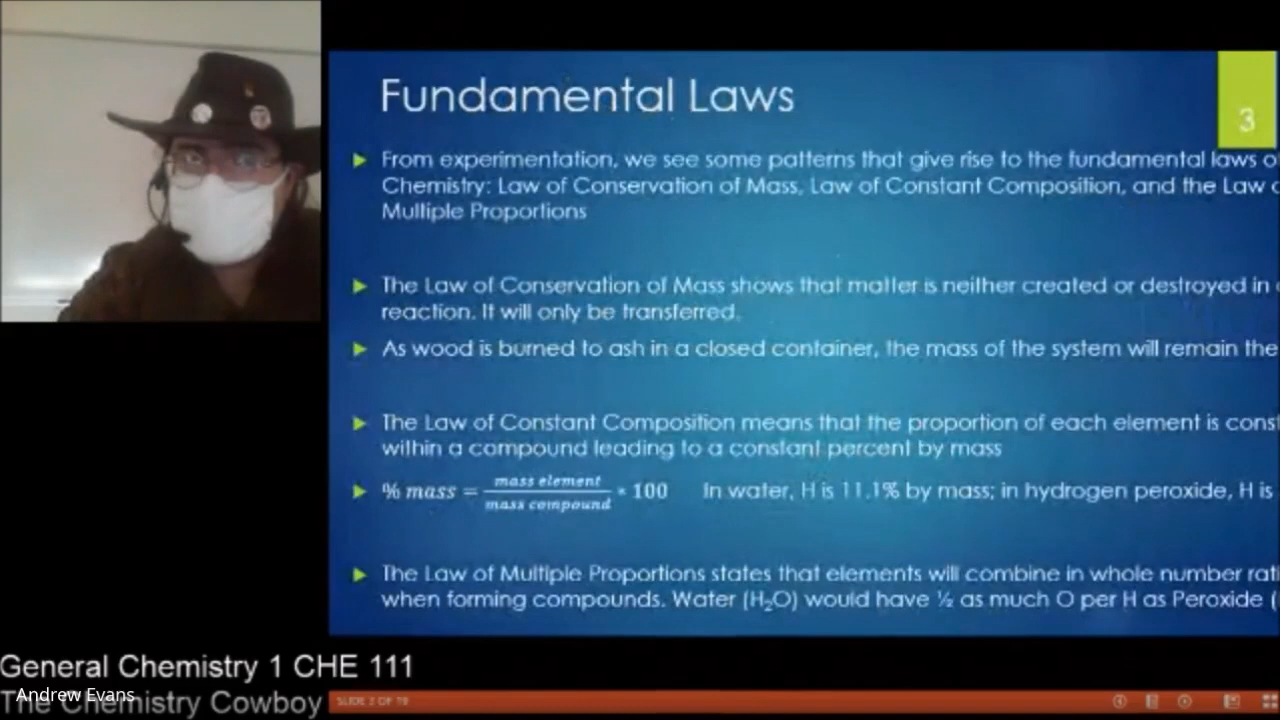 Fundamental Laws
3
From experimentation, we see some patterns that give rise to the fundamental laws
Chemistry: Law of Conservation of Mass, Law of Constant Composition, and the Law
Multiple Proportions
The Law of Conservation of Mass shows that matter is neither created or destroyed in
reaction. It will only be transferred.
As wood is burned to ash in a closed container, the mass of the system will remain the
The Law of Constant Composition means that the proportion of each element is
within a compound leading to a constant percent by mass
% mass = mass element / mass compound * 100 In water, H is 11.1% by mass; in hydrogen peroxide, H is
The Law of Multiple Proportions states that elements will combine in whole number
when forming compounds. Water (H₂O) would have ½ as much O per H as Peroxide (
General Chemistry 1 CHE 111
Andrew Evans
The Chemistry Cowboy
SLIDE 3 OF